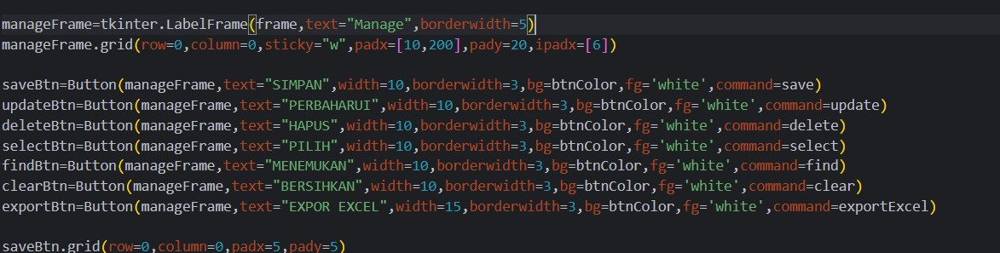 manageFrame=tkinter.LabelFrame(frame,text="Manage",borderwidth=5)
manageFrame.grid(row=0,column=0,sticky="w",padx=[10,200],pady=20,ipadx=[6])
saveBtn=Button(manageFrame,text="SIMPAN",width=10,borderwidth=3,bg=btnColor,fg='white',command=save)
updateBtn=Button(manageFrame,text="PERBAHARUI",width=10,borderwidth=3,bg=btnColor,fg='white',command=update)
deleteBtn=Button(manageFrame,text="HAPUS",width=10,borderwidth=3,bg=btnColor,fg='white',command=delete)
selectBtn=Button(manageFrame,text="PILIH",width=10,borderwidth=3,bg=btnColor,fg='white',command=select)
findBtn=Button(manageFrame,text="MENEMUKAN",width=10,borderwidth=3,bg=btnColor,fg='white',command=find)
clearBtn=Button(manageFrame,text="BERSIHKAN",width=10,borderwidth=3,bg=btnColor,fg='white',command=clear)
exportBtn=Button(manageFrame,text="EXPOR EXCEL",width=15,borderwidth=3,bg=btnColor,fg='white',command=exportExcel)
saveBtn.grid(row=0,column=0,padx=5,pady=5)